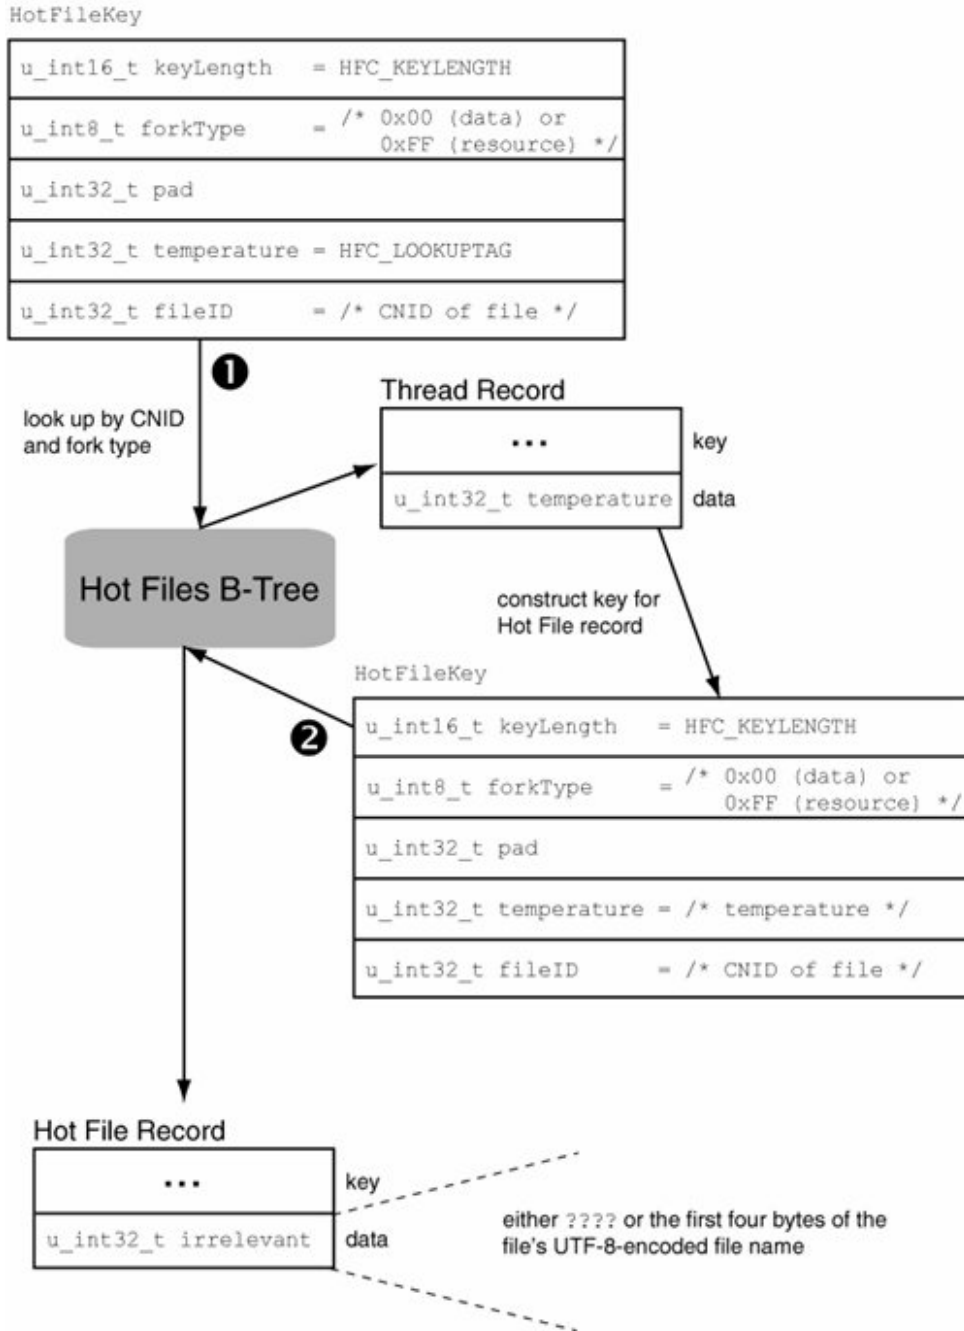 HotFileKey
u_int16_t keyLength = HFC_KEYLENGTH
u_int8_t forkType = /* 0x00 (data) or
0xFF (resource) */
u_int32_t pad
u_int32_t temperature = HFC_LOOKUPTAG
u_int32_t fileID = /* CNID of file */
1
look up by CNID
and fork type
Thread Record
... key
u_int32_t temperature data
Hot Files B-Tree
construct key for
Hot File record
HotFileKey
2
u_int16_t keyLength = HFC_KEYLENGTH
u_int8_t forkType = /* 0x00 (data) or
0xFF (resource) */
u_int32_t pad
u_int32_t temperature = /* temperature */
u_int32_t fileID = /* CNID of file */
Hot File Record
... key
u_int32_t irrelevant data
either ???? or the first four bytes of the
file's UTF-8-encoded file name